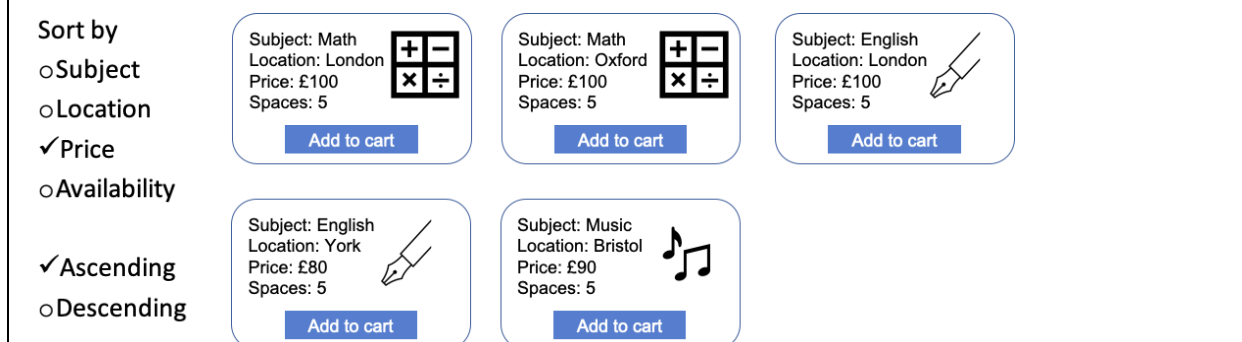 Sort by
Subject
Location
✓Price
Availability
✓Ascending
Descending
Subject: Math
Location: London
Price: £100
Spaces: 5
Add to cart
Subject: Math
Location: Oxford
Price: £100
Spaces: 5
Add to cart
Subject: English
Location: London
Price: £100
Spaces: 5
Add to cart
Subject: English
Location: York
Price: £80
Spaces: 5
Add to cart
Subject: Music
Location: Bristol
Price: £90
Spaces: 5
Add to cart